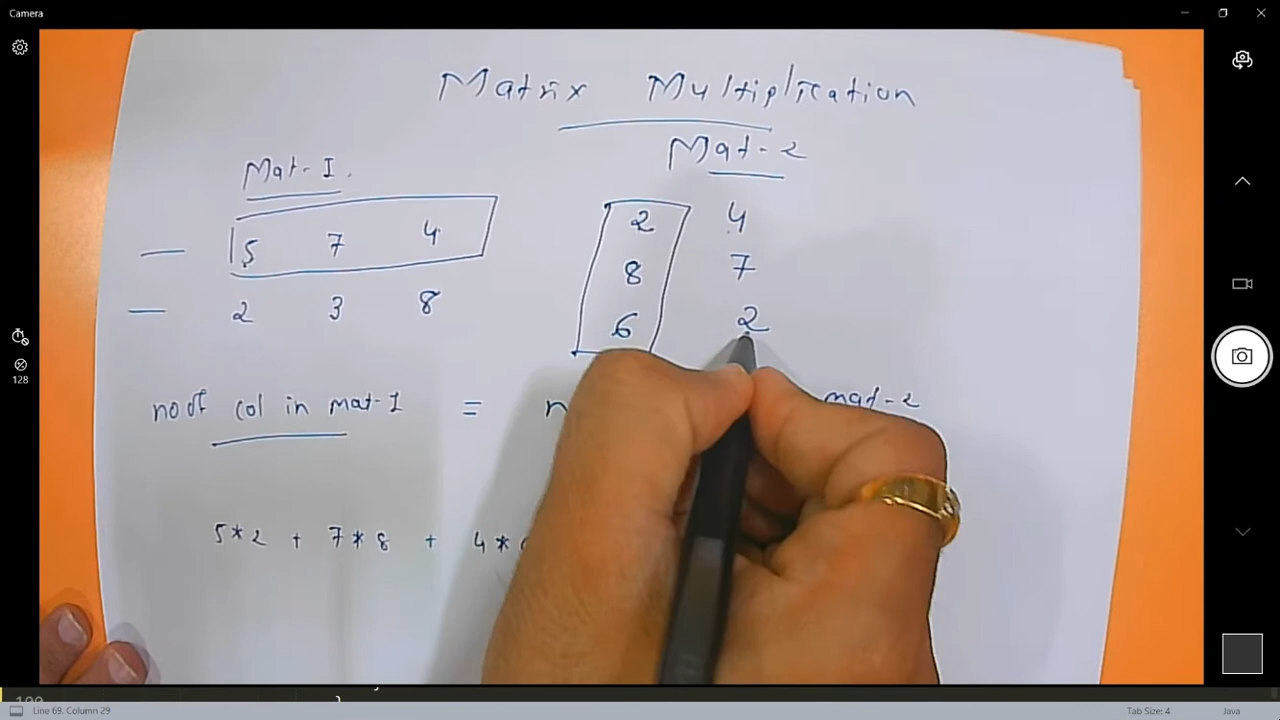 Camera
Matrix Multiplication
Mat-I. Mat-2
5 7 4 2 4
2 3 8 8 7
6 2
no of col in mat-I = mat-2
5*2 + 7*8 + 4*
128
Line 69, Column 29 Tab Size: 4 Java